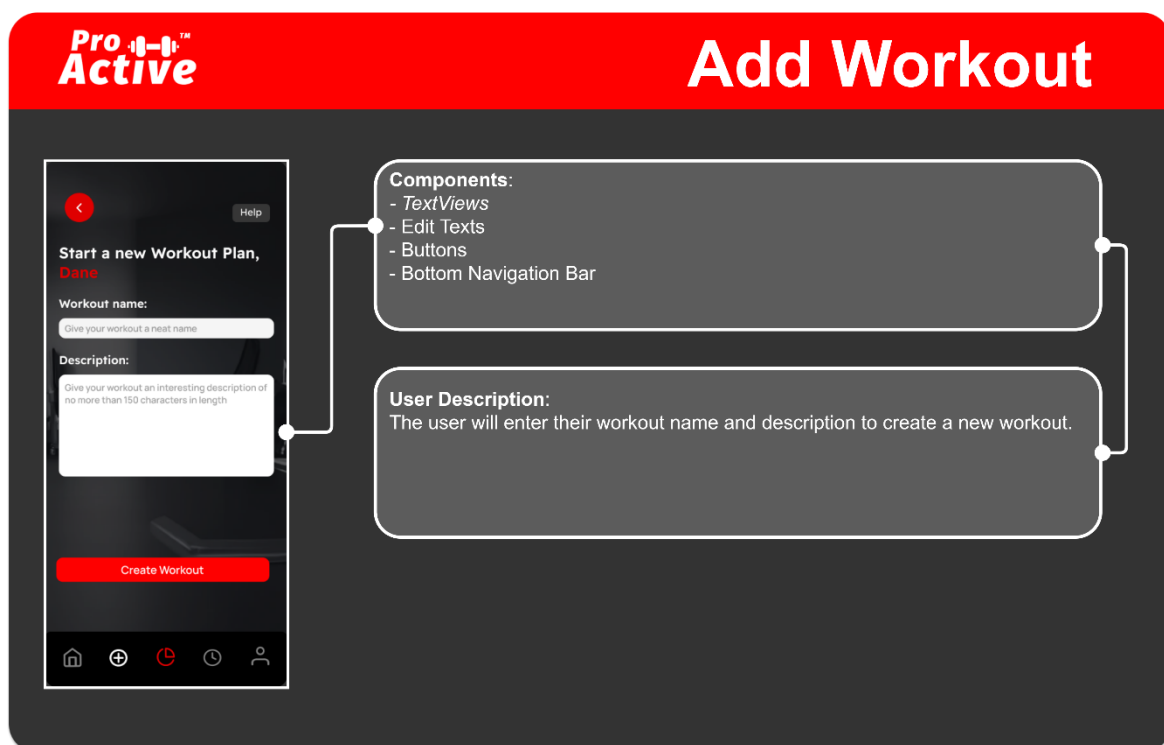 Pro ™
Active
Add Workout
Help
Start a new Workout Plan,
Dane
Workout name:
Give your workout a neat name
Description:
Give your workout an interesting description of
no more than 150 characters in length
Create Workout
Components:
- TextViews
- Edit Texts
- Buttons
- Bottom Navigation Bar
User Description:
The user will enter their workout name and description to create a new workout.